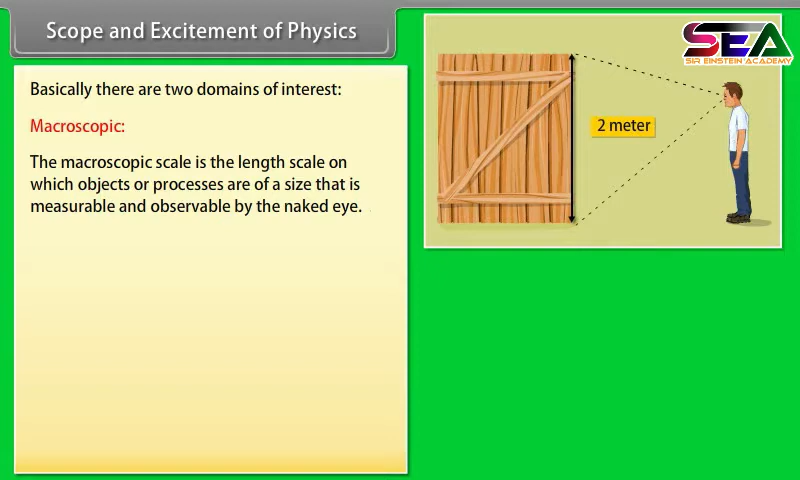 Scope and Excitement of Physics
SEA
SIR EINSTEIN ACADEMY
Basically there are two domains of interest:
Macroscopic:
The macroscopic scale is the length scale on
which objects or processes are of a size that is
measurable and observable by the naked eye.
2 meter